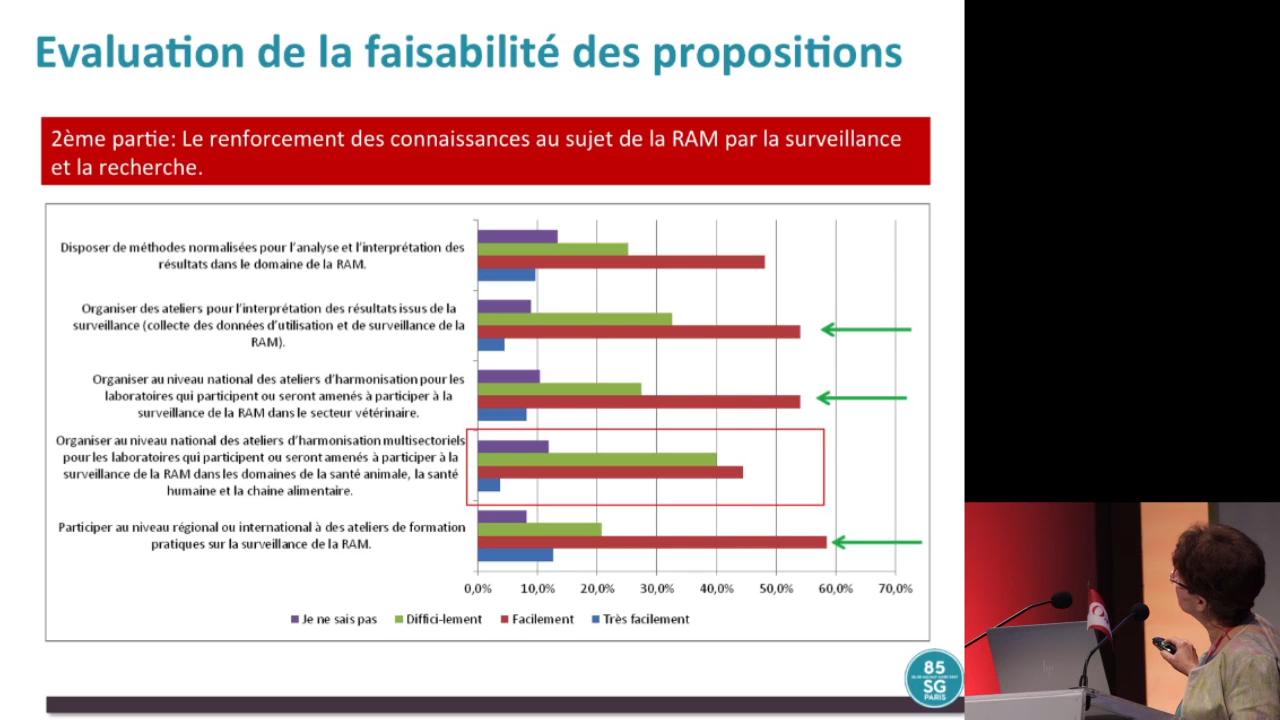 Evaluation de la faisabilité des propositions
2ème partie: Le renforcement des connaissances au sujet de la RAM par la surveillance
et la recherche.
Disposer de méthodes normalisées pour l'analyse et l'interprétation des
résultats dans le domaine de la RAM.
Organiser des ateliers pour l'interprétation des résultats issus de la
surveillance (collecte des données d'utilisation et de surveillance de la
RAM).
Organiser au niveau national des ateliers d'harmonisation pour les
laboratoires qui participent ou seront amenés à participer à la
surveillance de la RAM dans le secteur vétérinaire.
Organiser au niveau national des ateliers d'harmonisation multisectoriels
pour les laboratoires qui participent ou seront amenés à participer à la
surveillance de la RAM dans les domaines de la santé animale, la santé
humaine et la chaine alimentaire.
Participer au niveau régional ou international à des ateliers de formation
pratiques sur la surveillance de la RAM.
0,0% 10,0% 20,0% 30,0% 40,0% 50,0% 60,0% 70,0%
Je ne sais pas Diffici-lement Facilement Très facilement
85
SG
PARIS
hp